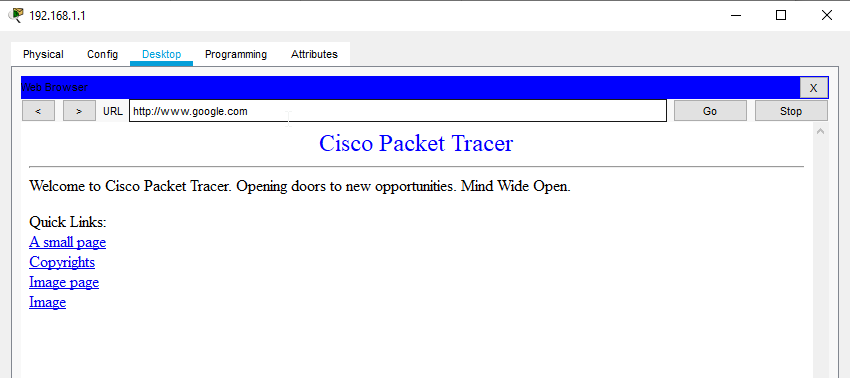 192.168.1.1
Physical Config Desktop Programming Attributes
Web Browser X
< > URL http://www.google.com Go Stop
Cisco Packet Tracer
Welcome to Cisco Packet Tracer. Opening doors to new opportunities. Mind Wide Open.
Quick Links:
A small page
Copyrights
Image page
Image